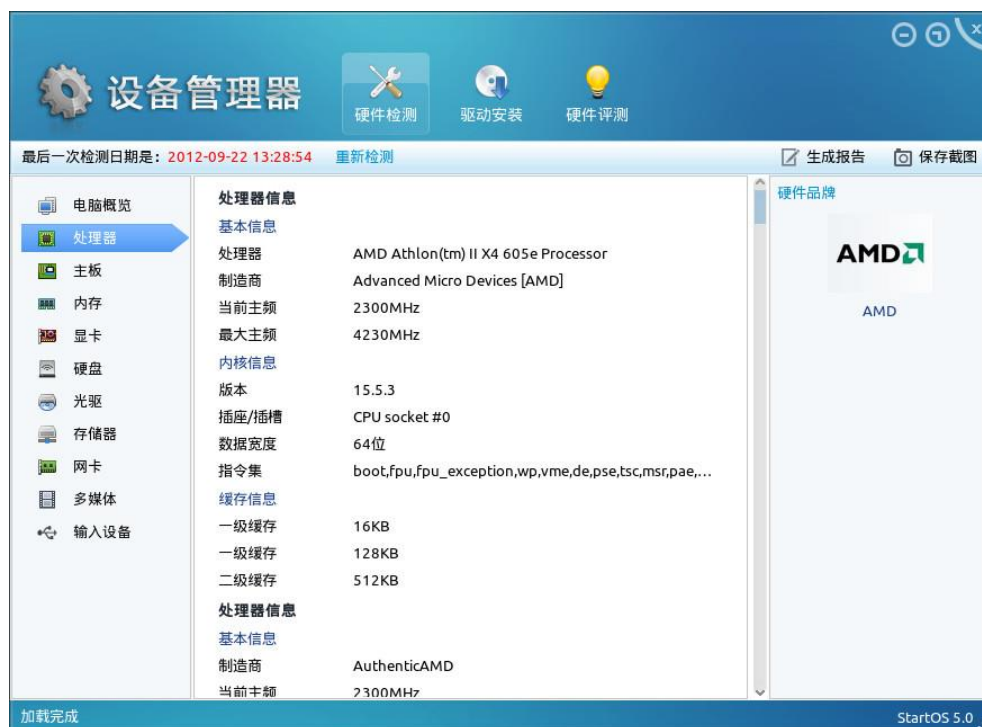 设备管理器
硬件检测
驱动安装
硬件评测
最后一次检测日期是：2012-09-22 13:28:54 重新检测 生成报告 保存截图
电脑概览
处理器
主板
内存
显卡
硬盘
光驱
存储器
网卡
多媒体
输入设备
处理器信息
基本信息
处理器 AMD Athlon(tm) II X4 605e Processor
制造商 Advanced Micro Devices [AMD]
当前主频 2300MHz
最大主频 4230MHz
内核信息
版本 15.5.3
插座/插槽 CPU socket #0
数据宽度 64位
指令集 boot,fpu,fpu_exception,wp,vme,de,pse,tsc,msr,pae,...
缓存信息
一级缓存 16KB
一级缓存 128KB
二级缓存 512KB
处理器信息
基本信息
制造商 AuthenticAMD
当前主频 2300MHz
硬件品牌
AMD
AMD
加载完成 StartOS 5.0